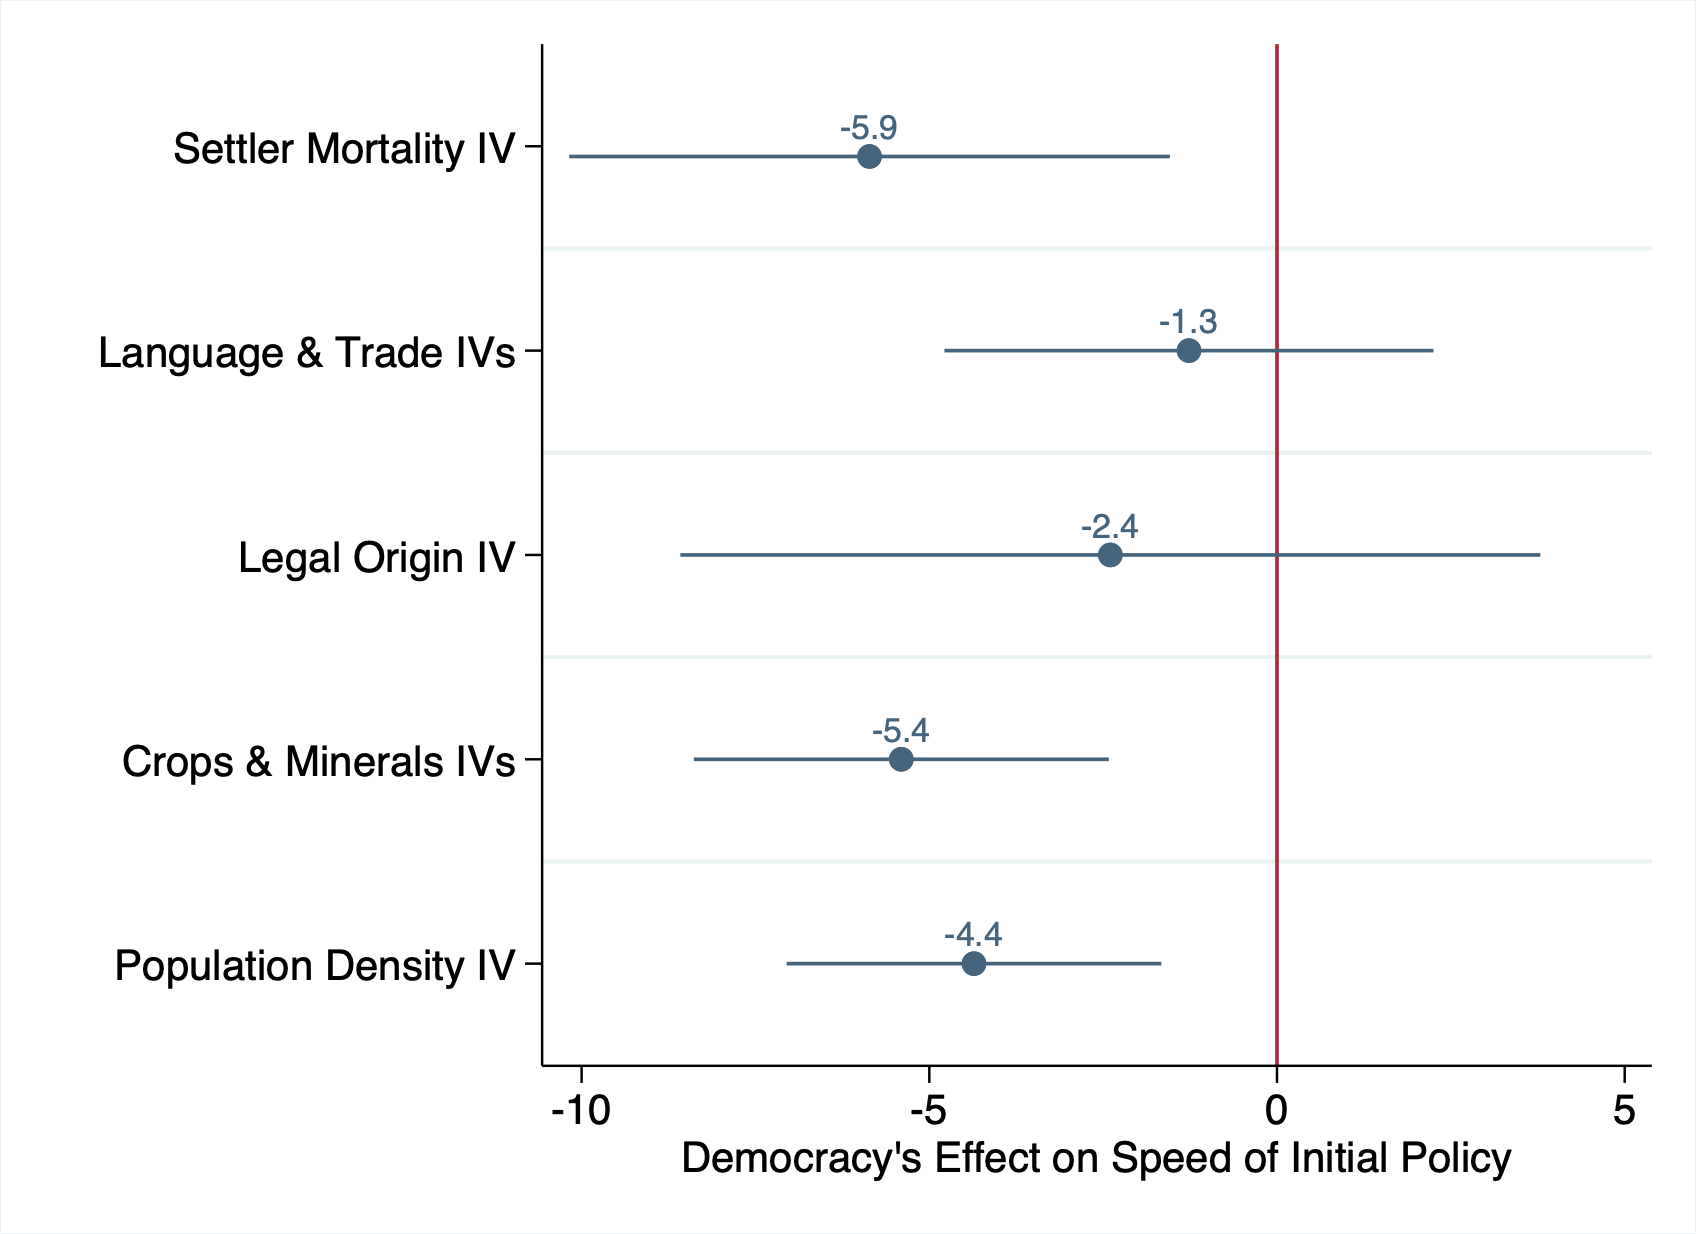 Settler Mortality IV
-5.9
Language & Trade IVs
-1.3
Legal Origin IV
-2.4
Crops & Minerals IVs
-5.4
Population Density IV
-4.4
-10 -5 0 5
Democracy's Effect on Speed of Initial Policy